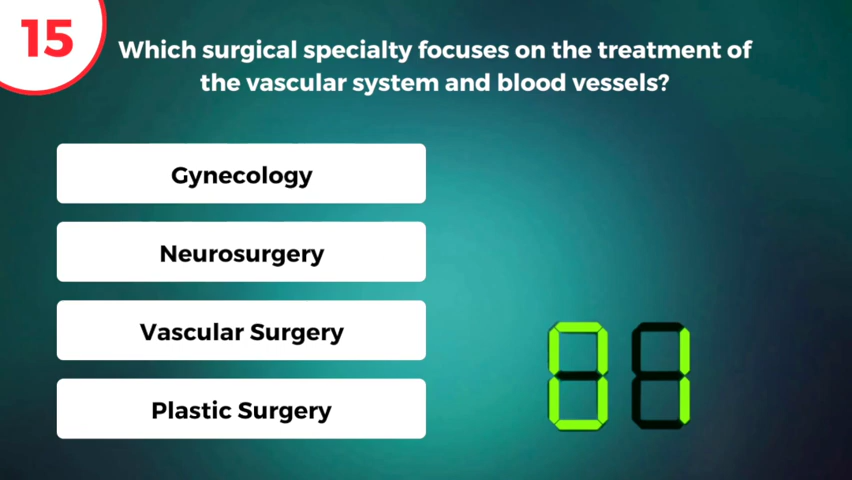 15
Which surgical specialty focuses on the treatment of
the vascular system and blood vessels?
Gynecology
Neurosurgery
Vascular Surgery
Plastic Surgery
01